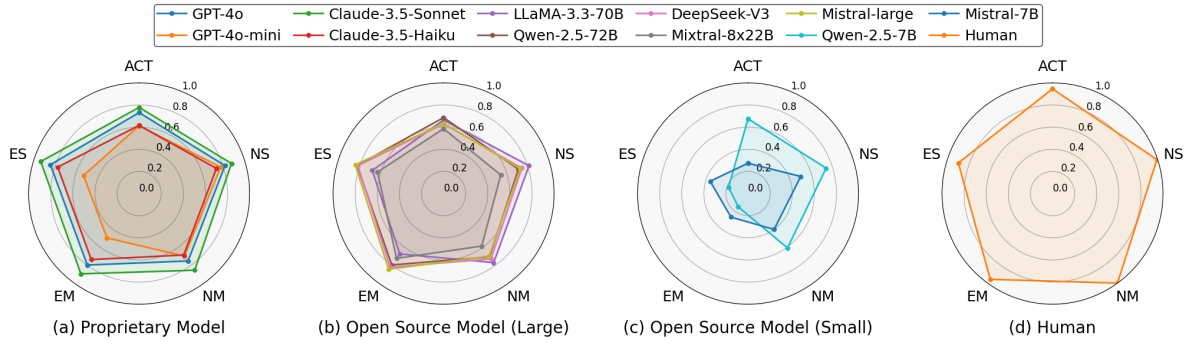 GPT-4o Claude-3.5-Sonnet LLaMA-3.3-70B DeepSeek-V3 Mistral-large Mistral-7B
GPT-4o-mini Claude-3.5-Haiku Qwen-2.5-72B Mixtral-8x22B Qwen-2.5-7B Human
ACT ACT ACT ACT
1.0 1.0 1.0 1.0
0.8 0.8 0.8 0.8
0.6 0.6 0.6 0.6
ES NS ES NS ES NS ES NS
0.4 0.4 0.4 0.4
0.2 0.2 0.2 0.2
0.0 0.0 0.0 0.0
EM NM EM NM EM NM EM NM
(a) Proprietary Model (b) Open Source Model (Large) (c) Open Source Model (Small) (d) Human